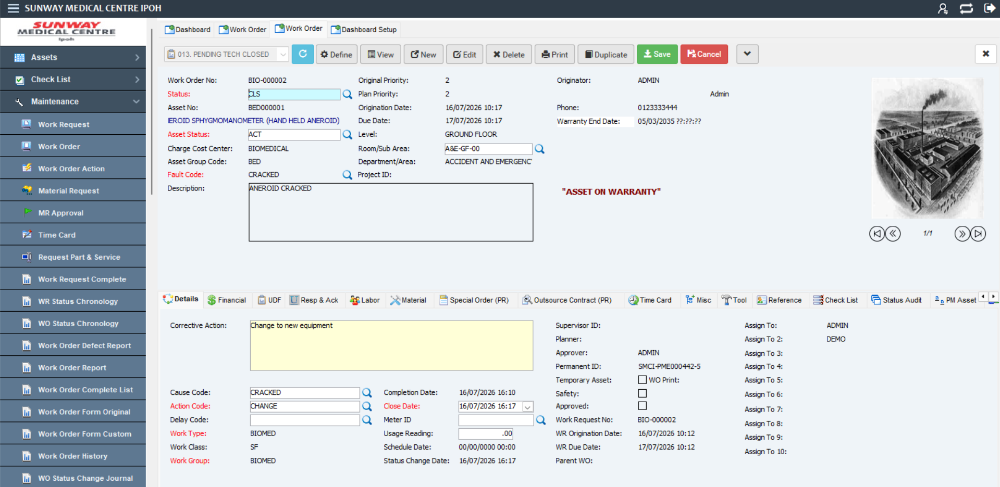 SUNWAY MEDICAL CENTRE IPOH
SUNWAY
MEDICAL CENTRE
Ipoh
Assets
Check List
Maintenance
Work Request
Work Order
Work Order Action
Material Request
MR Approval
Time Card
Request Part & Service
Work Request Complete
WR Status Chronology
WO Status Chronology
Work Order Defect Report
Work Order Report
Work Order Complete List
Work Order Form Original
Work Order Form Custom
Work Order History
WO Status Change Journal
Dashboard Work Order Work Order Dashboard Setup
013. PENDING TECH CLOSED Define View New Edit Delete Print Duplicate Save Cancel
Work Order No: BIO-000002 Original Priority: 2 Originator: ADMIN
Status: CLS Plan Priority: 2 Admin
Asset No: BED000001 Origination Date: 16/07/2026 10:17 Phone: 0123333444
IEROID SPHYGMOMANOMETER (HAND HELD ANEROID) Due Date: 17/07/2026 10:17 Warranty End Date: 05/03/2035 ??:??:??
Asset Status: ACT Level: GROUND FLOOR
Charge Cost Center: BIOMEDICAL Room/Sub Area: A&E-GF-00
Asset Group Code: BED Department/Area: ACCIDENT AND EMERGENC
Fault Code: CRACKED Project ID:
Description: ANEROID CRACKED
"ASSET ON WARRANTY"
1/1
Details Financial UDF Resp & Ack Labor Material Special Order (PR) Outsource Contract (PR) Time Card Misc Tool Reference Check List Status Audit PM Asset
Corrective Action: Change to new equipment Supervisor ID: Assign To: ADMIN
Planner: Assign To 2: DEMO
Approver: ADMIN Assign To 3:
Permanent ID: SMCI-PME000442-5 Assign To 4:
Temporary Asset: WO Print: Assign To 5:
Cause Code: CRACKED Completion Date: 16/07/2026 16:10 Safety: Assign To 6:
Action Code: CHANGE Close Date: 16/07/2026 16:17 Approved: Assign To 7:
Delay Code: Meter ID Work Request No: BIO-000002 Assign To 8:
Work Type: BIOMED Usage Reading: .00 WR Origination Date: 16/07/2026 10:12 Assign To 9:
Work Class: SF Schedule Date: 00/00/0000 00:00 WR Due Date: 17/07/2026 10:12 Assign To 10:
Work Group: BIOMED Status Change Date: 16/07/2026 16:17 Parent WO: